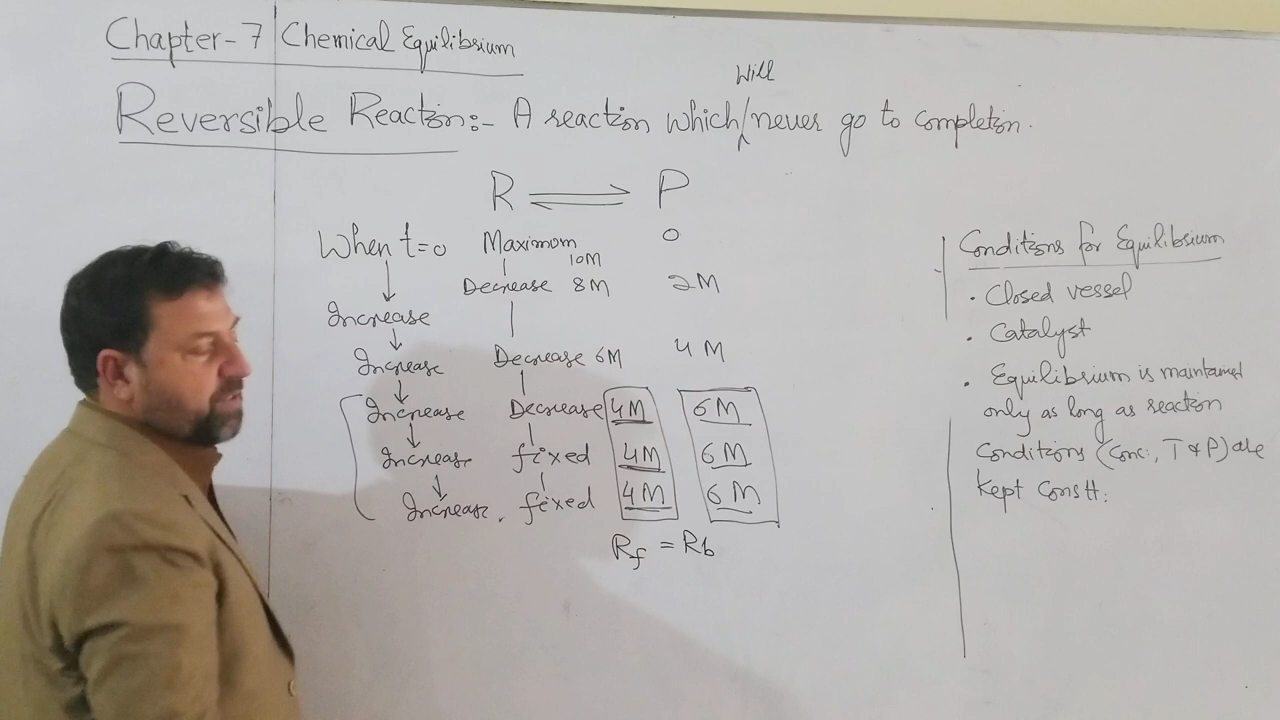 Chapter-7 Chemical Equilibrium
Will
Reversible Reaction:- A reaction which never go to completion.
R ⇌ P
When t=0 Maximum 0
10M
Decrease 8M 2M
Increase
Increase Decrease 6M 4M
Increase Decrease 4M 6M
Increase fixed 4M 6M
Increase. fixed 4M 6M
Rf = Rb
Conditions for Equilibrium
· Closed vessel
· Catalyst
· Equilibrium is maintained
only as long as reaction
Conditions (Conc:, T & P) are
kept Constt: